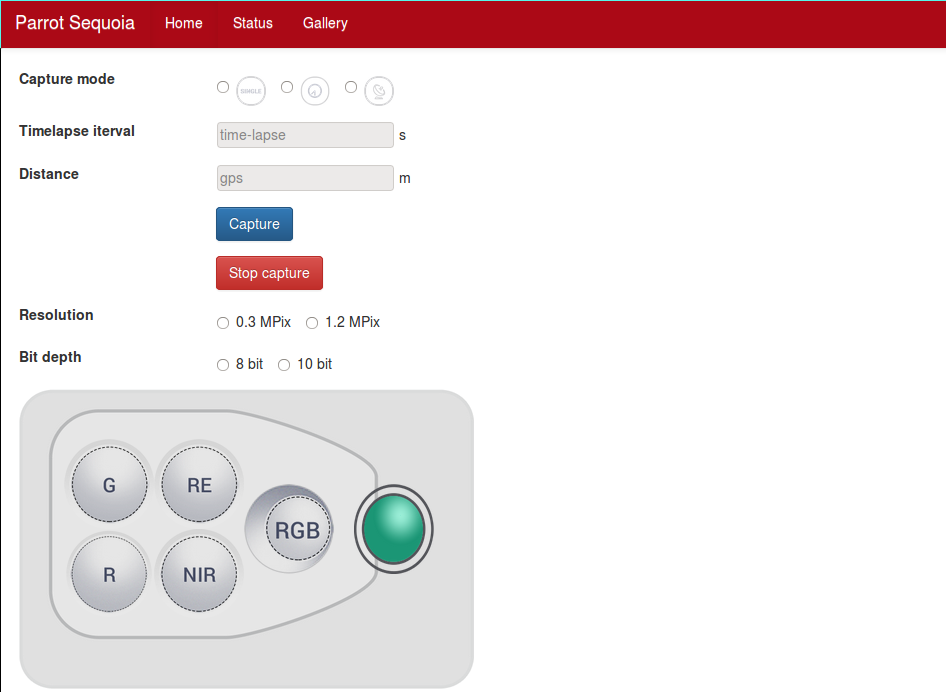 Parrot Sequoia Home Status Gallery
Capture mode SINGLE
Timelapse iterval time-lapse s
Distance gps m
Capture
Stop capture
Resolution 0.3 MPix 1.2 MPix
Bit depth 8 bit 10 bit
G RE
RGB
R NIR